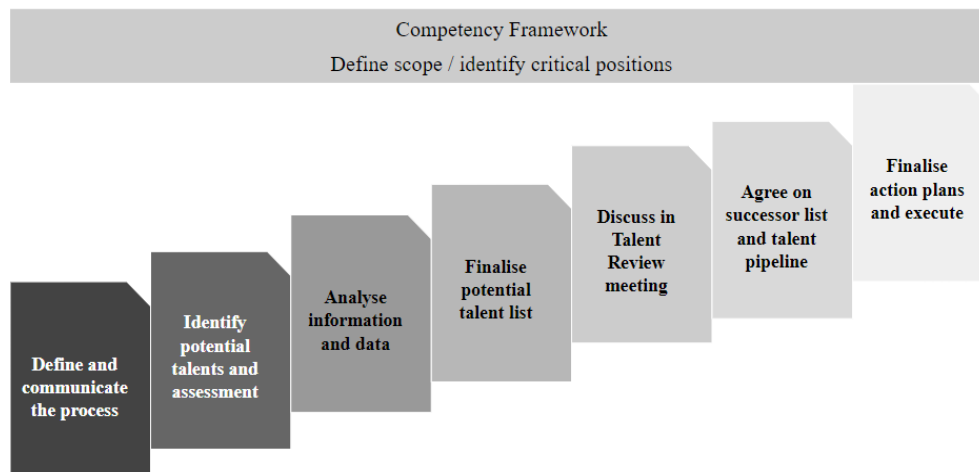 Competency Framework
Define scope / identify critical positions
Define and
communicate
the process
Identify
potential
talents and
assessment
Analyse
information
and data
Finalise
potential
talent list
Discuss in
Talent
Review
meeting
Agree on
successor list
and talent
pipeline
Finalise
action plans
and execute